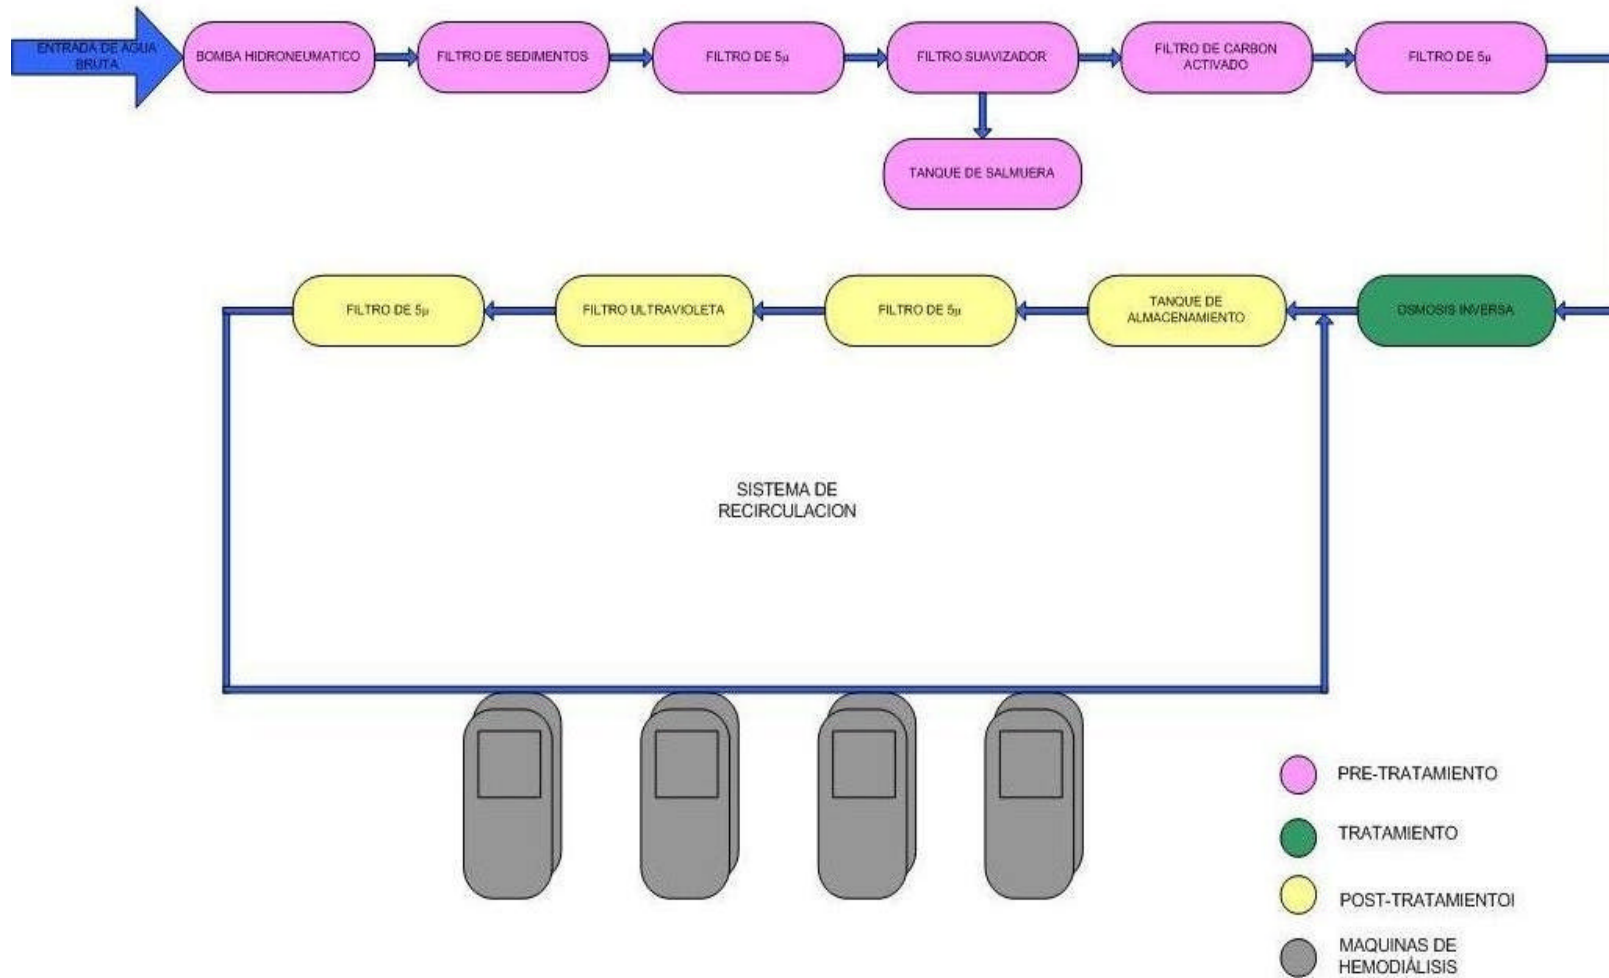 ENTRADA DE AGUA
BRUTA
BOMBA HIDRONEUMATICO
FILTRO DE SEDIMENTOS
FILTRO DE 5µ
FILTRO SUAVIZADOR
FILTRO DE CARBON
ACTIVADO
FILTRO DE 5µ
TANQUE DE SALMUERA
FILTRO DE 5µ
FILTRO ULTRAVIOLETA
FILTRO DE 5µ
TANQUE DE
ALMACENAMIENTO
OSMOSIS INVERSA
SISTEMA DE
RECIRCULACION
PRE-TRATAMIENTO
TRATAMIENTO
POST-TRATAMIENTOI
MAQUINAS DE
HEMODIÁLISIS